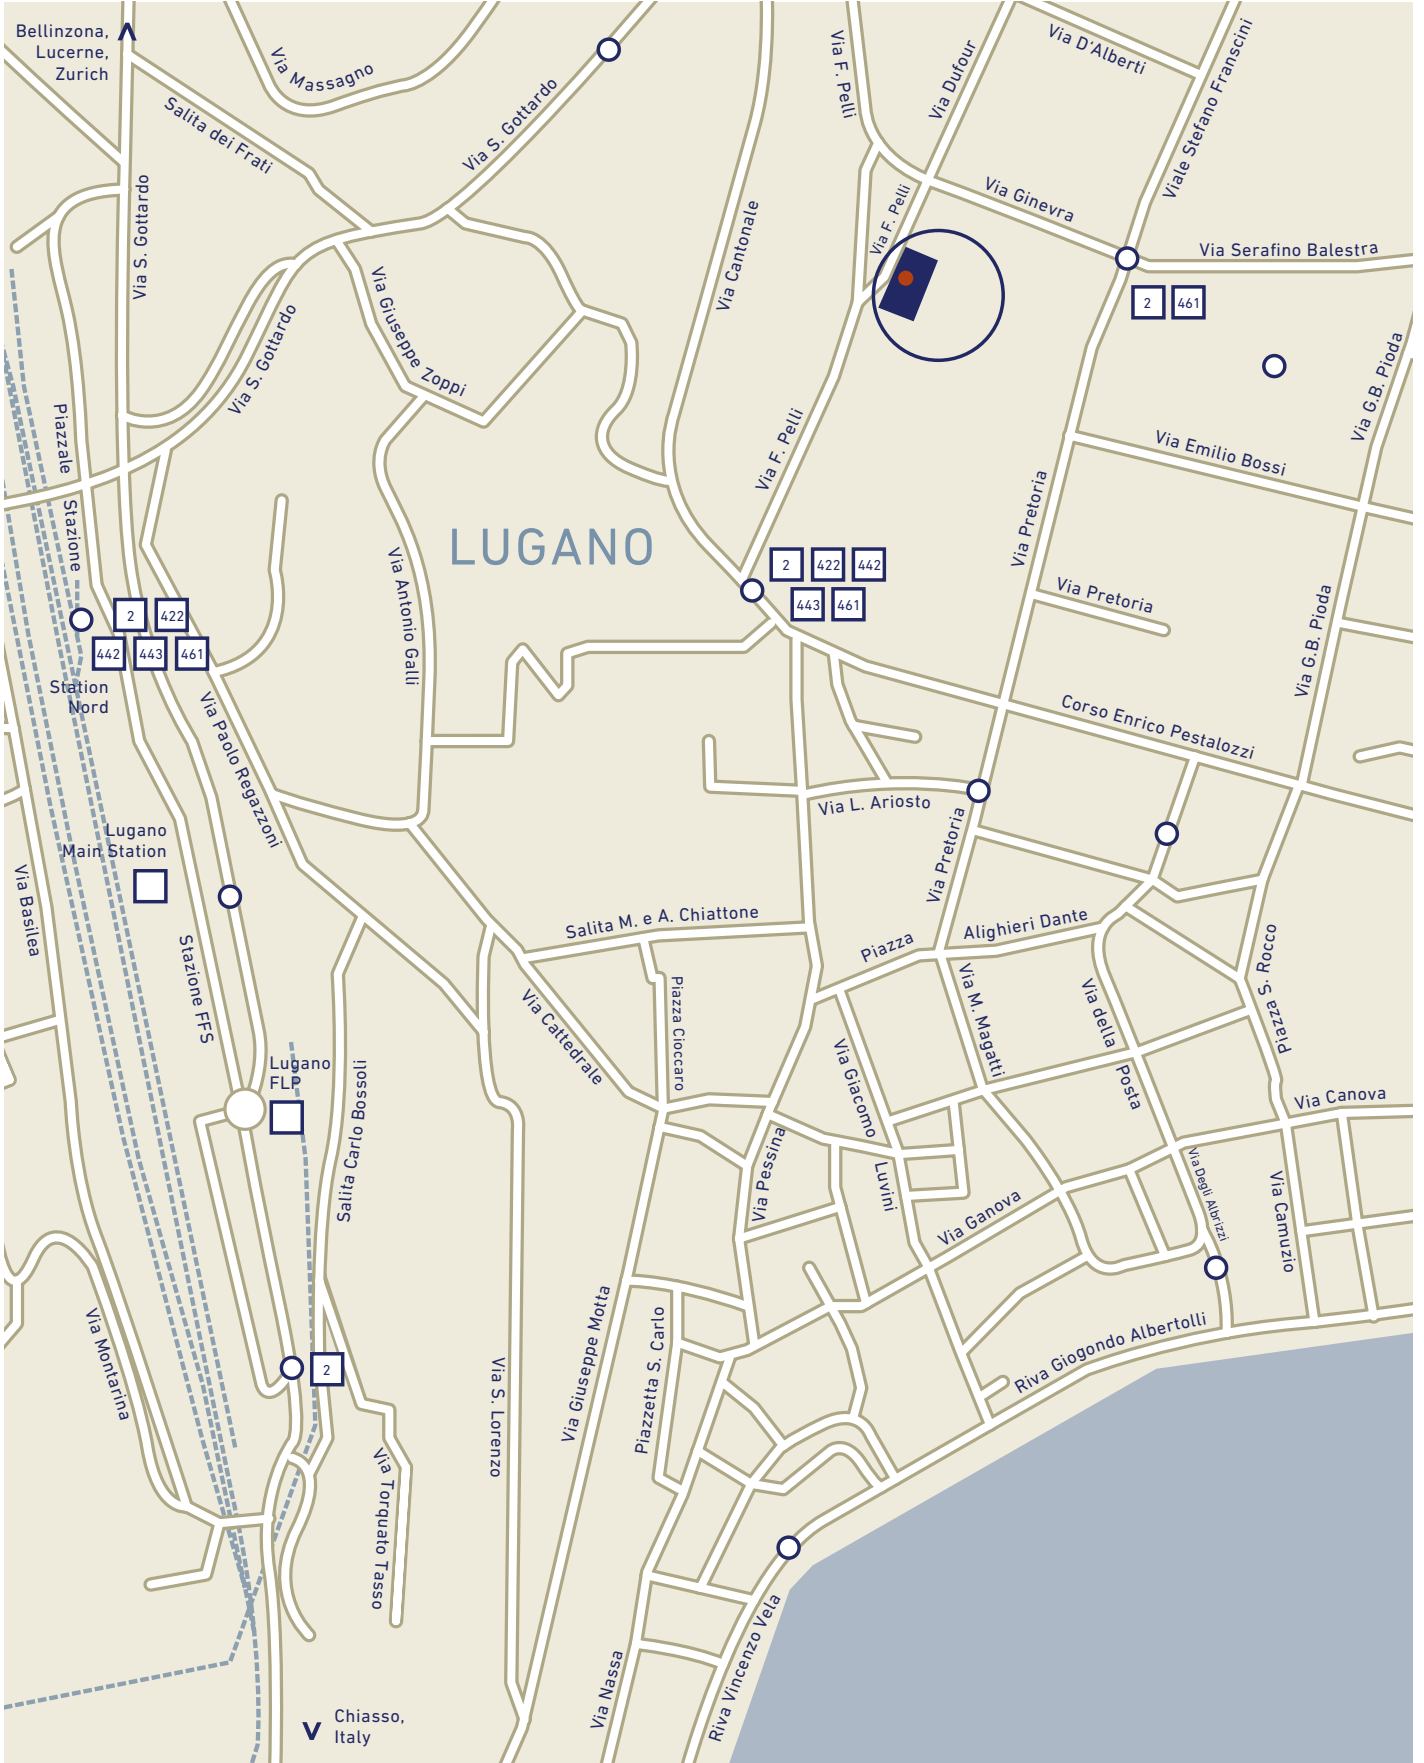 Bellinzona,
Lucerne,
Zurich
Via Massagno
Salita dei Frati
Via S. Gottardo
Via S. Gottardo
Via S. Gottardo
Via Giuseppe Zoppi
Via Cantonale
Via F. Pelli
Via Dufour
Via D'Alberti
Viale Stefano Franscini
Via F. Pelli
Via Ginevra
Via Serafino Balestra
2
461
Via G.B. Pioda
Via Emilio Bossi
Via F. Pelli
Via Pretoria
Piazzale
Stazione
LUGANO
2
422
442
443
461
Via Antonio Galli
2
422
442
443
461
Station
Nord
Via Pretoria
Via G.B. Pioda
Corso Enrico Pestalozzi
Via Paolo Regazzoni
Via L. Ariosto
Via Pretoria
Lugano
Main Station
Via Basilea
Stazione FFS
Salita M. e A. Chiattone
Piazza
Alighieri Dante
Piazza S. Rocco
Via Cattedrale
Piazza Cioccaro
Via M. Magatti
Via della
Posta
Via Giacomo
Luvini
Lugano
FLP
Salita Carlo Bossoli
Via Canova
Via Pessina
Via Ganova
Via Degli Albrizzi
Via Camuzio
Via Montarina
2
Via S. Lorenzo
Via Giuseppe Motta
Piazzetta S. Carlo
Riva Giogondo Albertolli
Via Torquato Tasso
Via Nassa
Riva Vincenzo Vela
Chiasso,
Italy